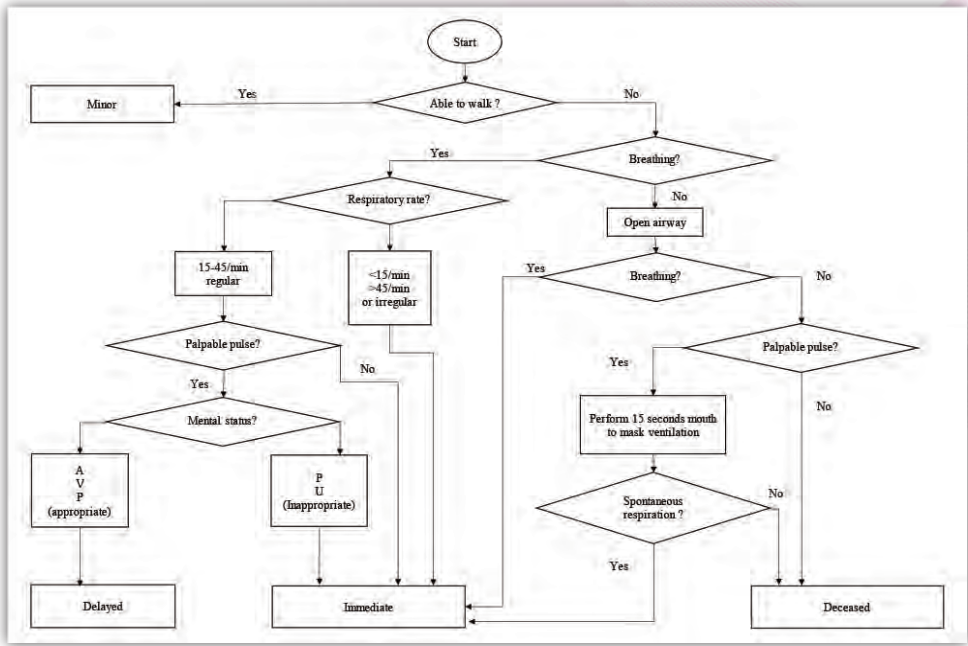 Start
Able to walk ?
Yes
No
Minor
Breathing?
Yes
No
Respiratory rate?
Open airway
15-45/min
regular
<15/min
>45/min
or irregular
Breathing?
Yes
No
Palpable pulse?
Yes
No
Palpable pulse?
Yes
No
Mental status?
Perform 15 seconds mouth
to mask ventilation
A
V
P
(appropriate)
P
U
(Inappropriate)
Spontaneous
respiration ?
No
Yes
Delayed
Immediate
Deceased